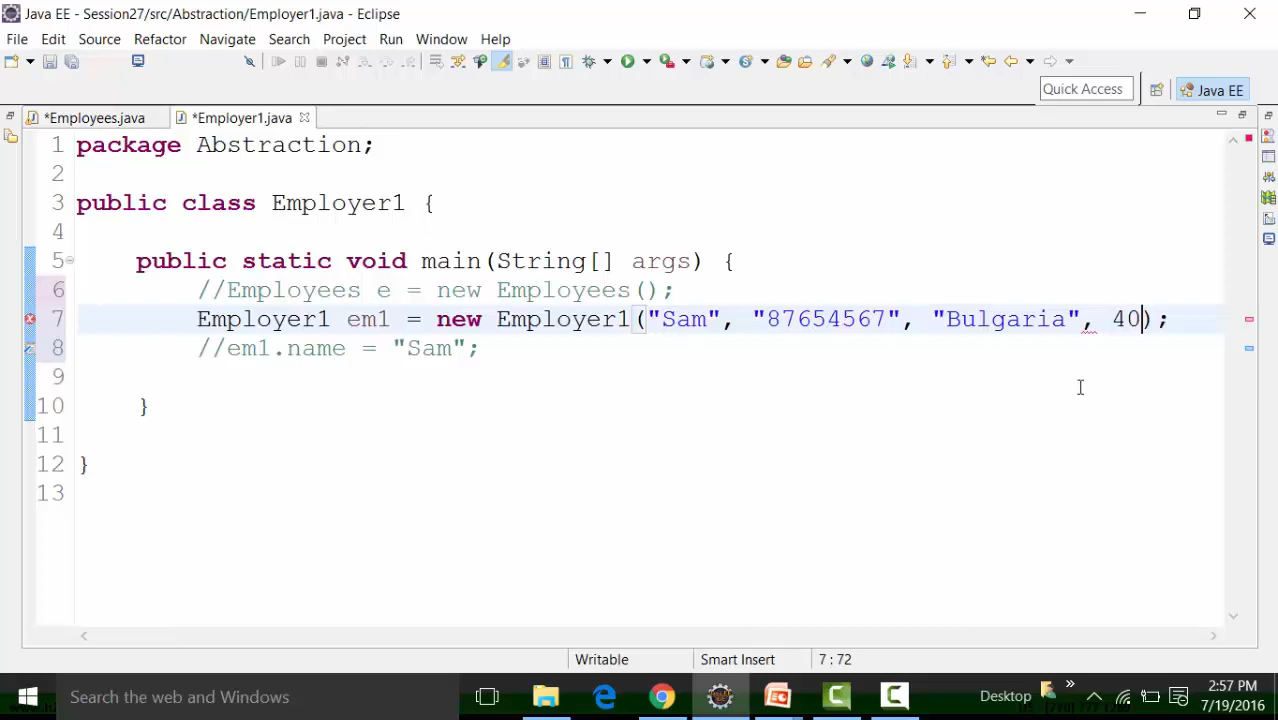 Java EE - Session27/src/Abstraction/Employer1.java - Eclipse
File Edit Source Refactor Navigate Search Project Run Window Help
Quick Access
Java EE
*Employees.java *Employer1.java
1 package Abstraction;
2
3 public class Employer1 {
4
5 public static void main(String[] args) {
6 //Employees e = new Employees();
7 Employer1 em1 = new Employer1("Sam", "87654567", "Bulgaria", 40);
8 //em1.name = "Sam";
9
10 }
11
12 }
13
Writable Smart Insert 7 : 72
Search the web and Windows
Desktop
2:57 PM
7/19/2016